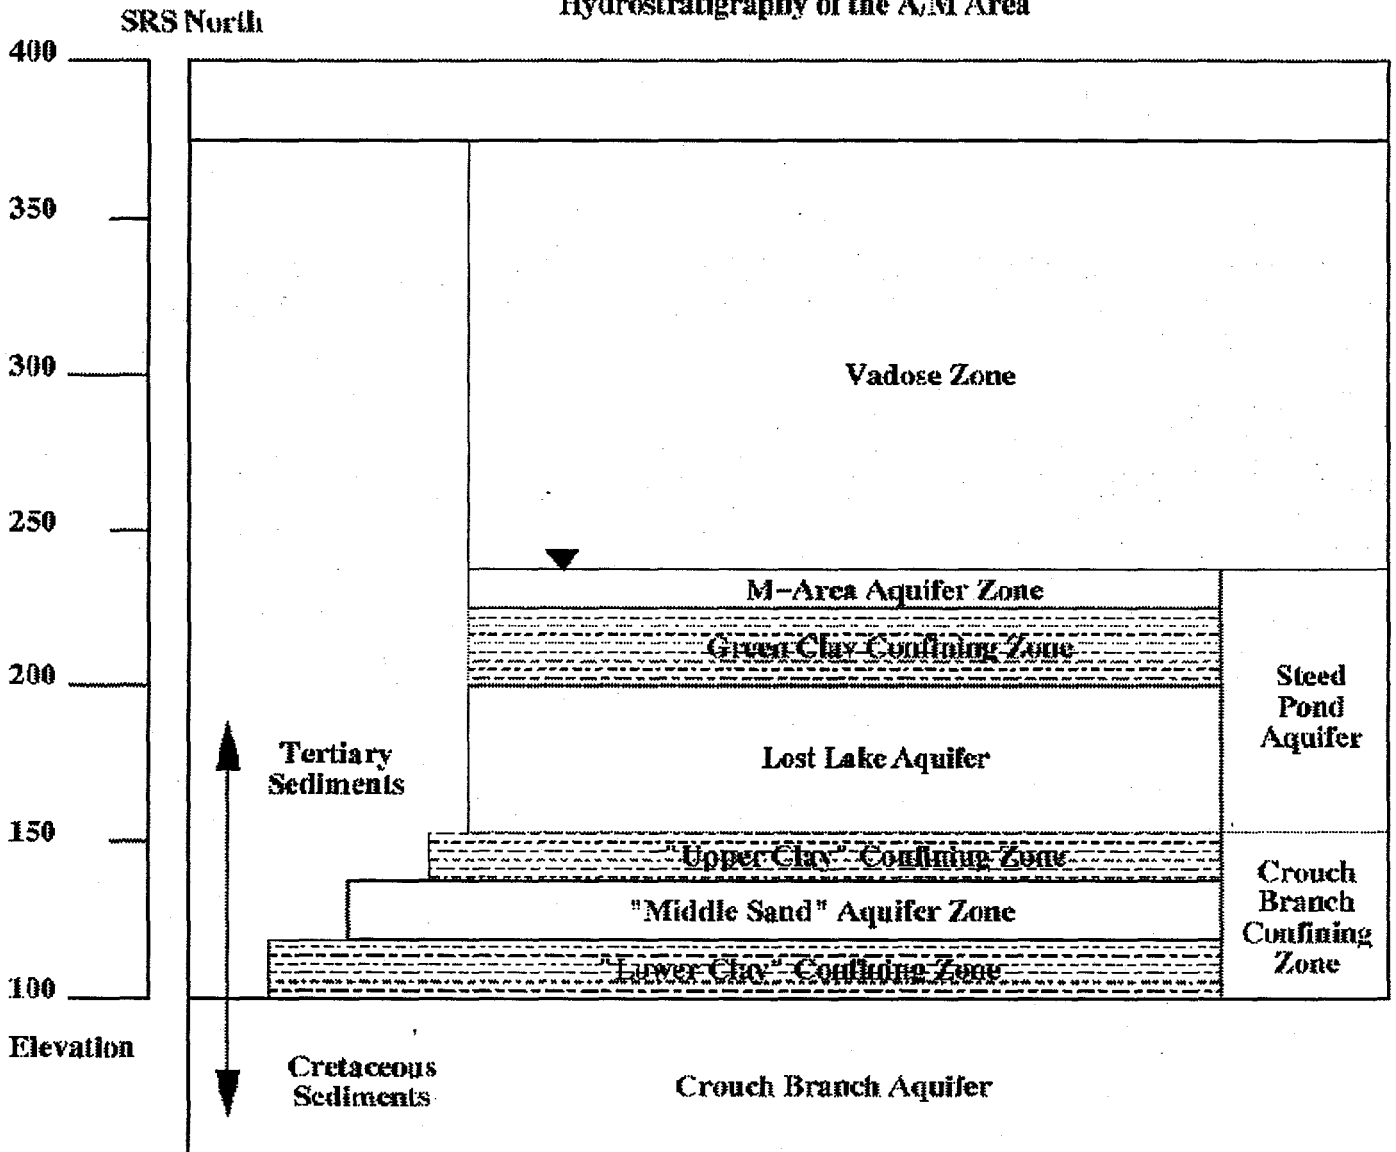 Hydrostratigraphy of the A/M Area
SRS North
400
350
300
250
200
150
100
Elevation
Vadose Zone
M-Area Aquifer Zone
Green Clay Confining Zone
Lost Lake Aquifer
"Upper Clay" Confining Zone
"Middle Sand" Aquifer Zone
"Lower Clay" Confining Zone
Steed
Pond
Aquifer
Crouch
Branch
Confining
Zone
Tertiary
Sediments
Cretaceous
Sediments
Crouch Branch Aquifer